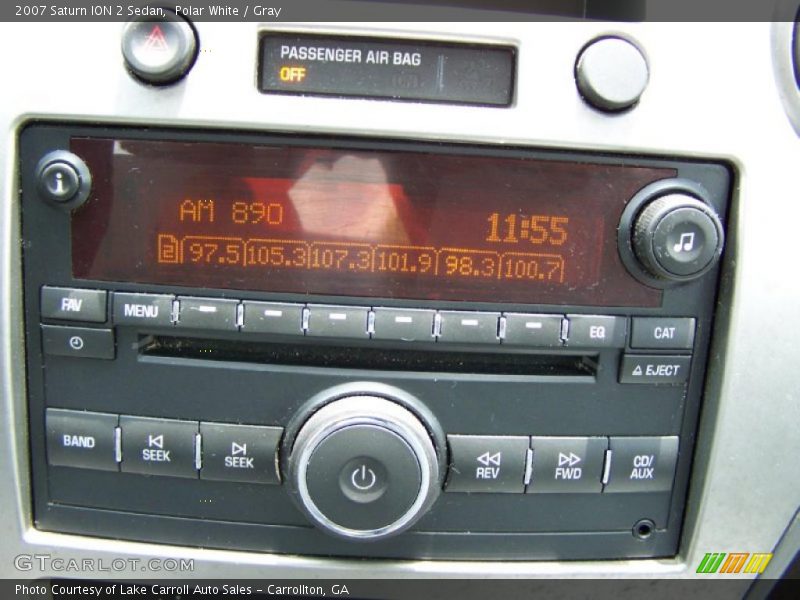 2007 Saturn ION 2 Sedan,  Polar White / Gray
PASSENGER AIR BAG
OFF
i
AM 890
11:55
2 97.5 105.3 107.3 101.9 98.3 100.7
FAV
MENU
EQ
CAT
EJECT
BAND
SEEK
SEEK
REV
FWD
CD/
AUX
GTCARLOT.COM
Photo Courtesy of Lake Carroll Auto Sales - Carrollton, GA